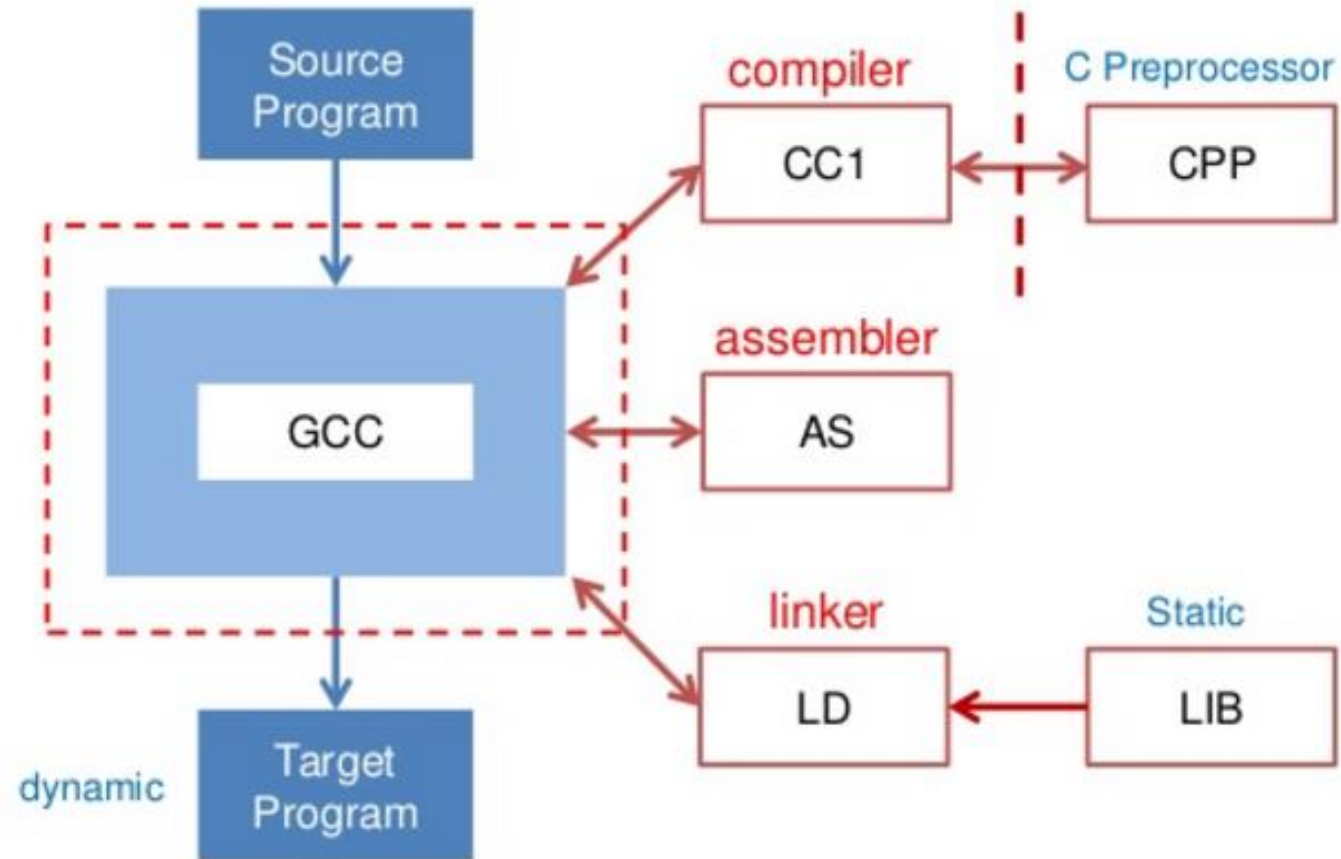 Source
Program
compiler
C Preprocessor
CC1
CPP
assembler
GCC
AS
linker
Static
LD
LIB
dynamic
Target
Program